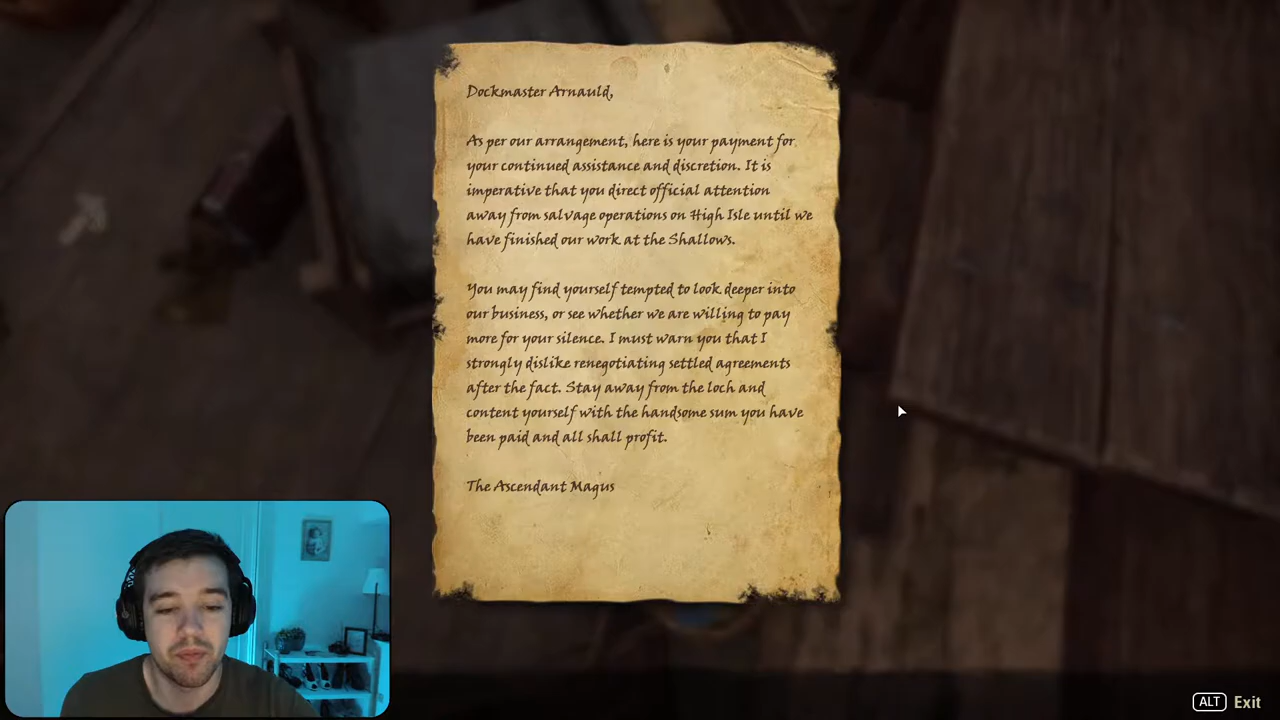 Dockmaster Arnauld,
As per our arrangement, here is your payment for
your continued assistance and discretion. It is
imperative that you direct official attention
away from salvage operations on High Isle until we
have finished our work at the Shallows.
You may find yourself tempted to look deeper into
our business, or see whether we are willing to pay
more for your silence. I must warn you that I
strongly dislike renegotiating settled agreements
after the fact. Stay away from the loch and
content yourself with the handsome sum you have
been paid and all shall profit.
The Ascendant Magus
ALT Exit